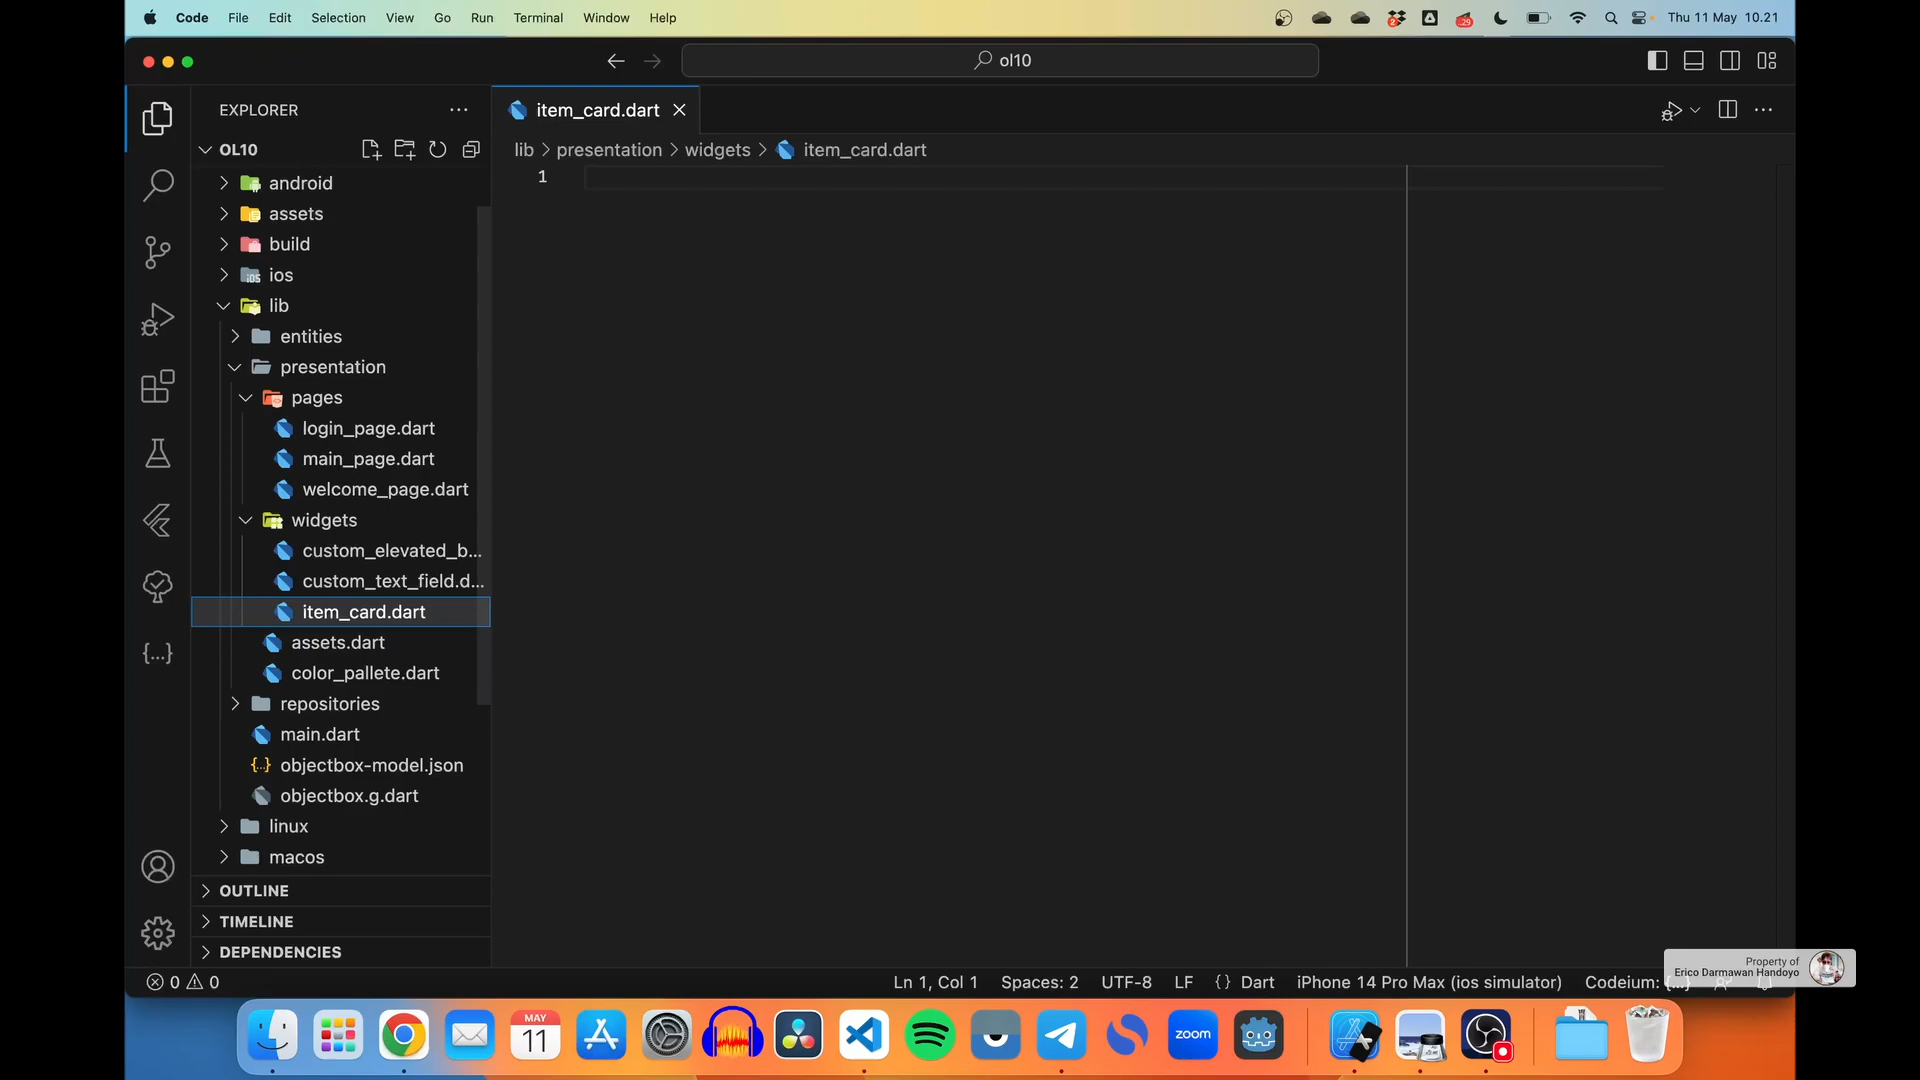 Code File Edit Selection View Go Run Terminal Window Help
2
29
Thu 11 May 10.21
ol10
EXPLORER
item_card.dart
OL10
lib > presentation > widgets > item_card.dart
1
android
assets
build
ios
lib
entities
presentation
pages
login_page.dart
main_page.dart
welcome_page.dart
widgets
custom_elevated_b...
custom_text_field.d...
item_card.dart
assets.dart
color_pallete.dart
repositories
main.dart
objectbox-model.json
objectbox.g.dart
linux
macos
OUTLINE
TIMELINE
DEPENDENCIES
0 0
Ln 1, Col 1 Spaces: 2 UTF-8 LF {} Dart iPhone 14 Pro Max (ios simulator) Codeium: {...}
Property of
Erico Darmawan Handoyo
MAY
11
zoom